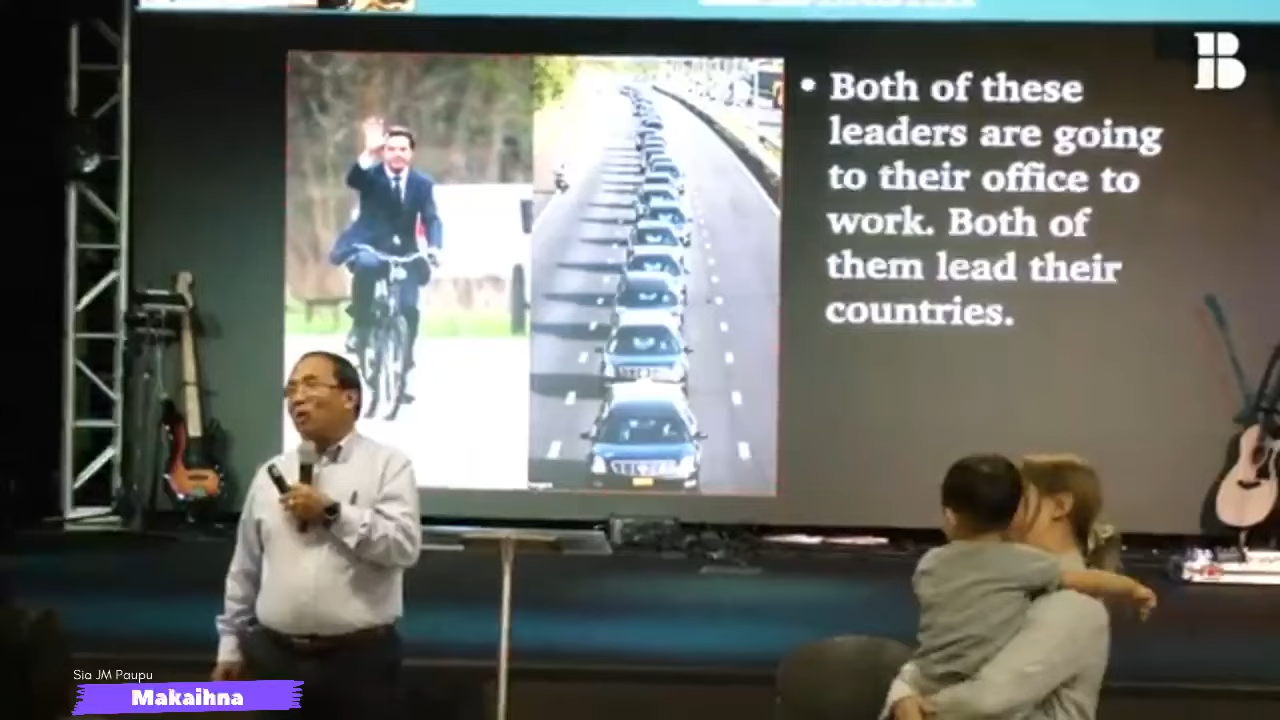 B
• Both of these
leaders are going
to their office to
work. Both of
them lead their
countries.
Sia JM Paupu
Makaihna